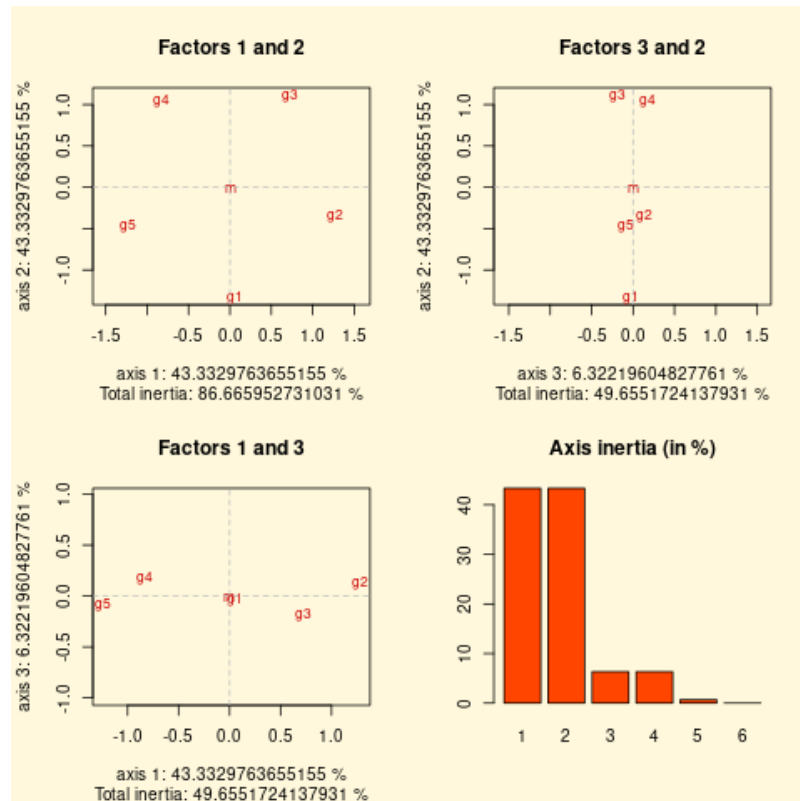 Factors 1 and 2
axis 2: 43.3329763655155 %
1.0
0.5
0.0
-1.0
g4
g3
m
g2
g5
g1
-1.5
-0.5
0.0
0.5
1.0
1.5
axis 1: 43.3329763655155 %
Total inertia: 86.665952731031 %
Factors 3 and 2
axis 2: 43.3329763655155 %
1.0
0.5
0.0
-1.0
g3
g4
m
g2
g5
g1
-1.5
-0.5
0.0
0.5
1.0
1.5
axis 3: 6.32219604827761 %
Total inertia: 49.6551724137931 %
Factors 1 and 3
axis 3: 6.32219604827761 %
1.0
0.5
0.0
-0.5
-1.0
g4
g2
g5
g1
g3
-1.0
-0.5
0.0
0.5
1.0
axis 1: 43.3329763655155 %
Total inertia: 49.6551724137931 %
Axis inertia (in %)
40
30
20
10
0
1
2
3
4
5
6